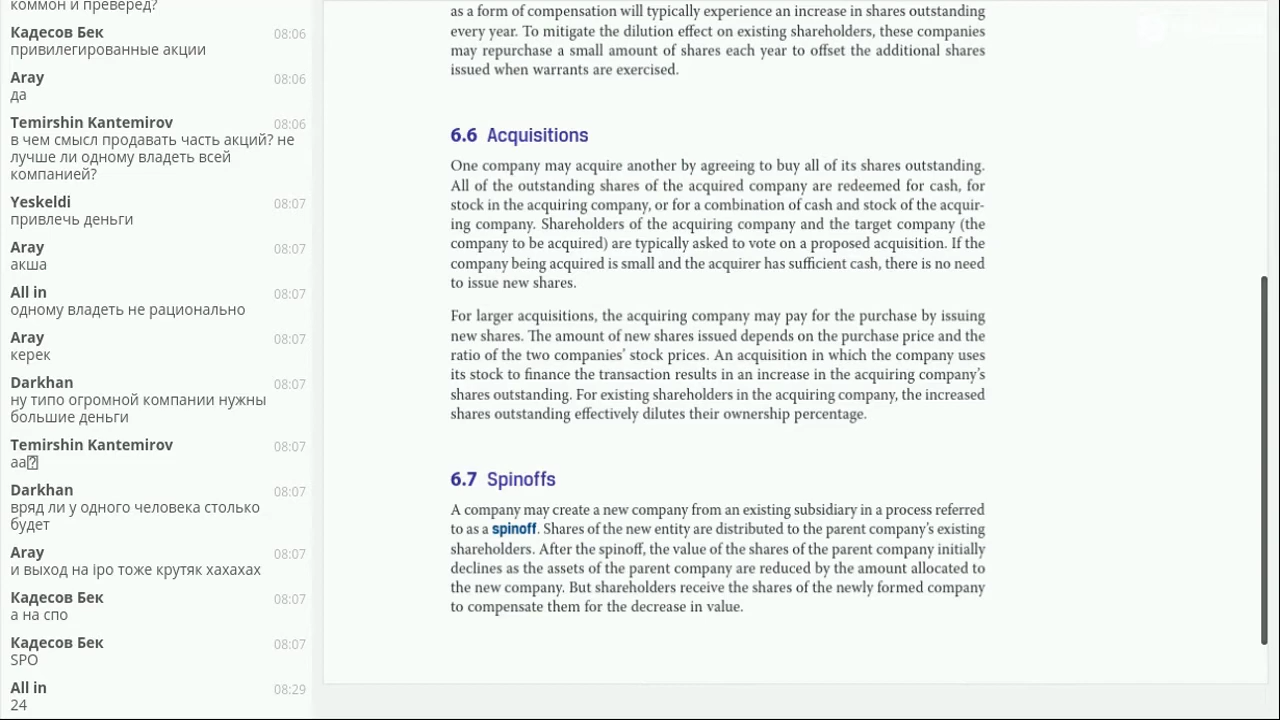 коммон и преверед?
Кадесов Бек 08:06
привилегированные акции
Aray 08:06
да
Temirshin Kantemirov 08:06
в чем смысл продавать часть акций? не
лучше ли одному владеть всей
компанией?
Yeskeldi 08:07
привлечь деньги
Aray 08:07
акша
All in 08:07
одному владеть не рационально
Aray 08:07
керек
Darkhan 08:07
ну типо огромной компании нужны
большие деньги
Temirshin Kantemirov 08:07
аа
Darkhan 08:07
вряд ли у одного человека столько
будет
Aray 08:07
и выход на ipo тоже крутяк хахахах
Кадесов Бек 08:07
а на спо
Кадесов Бек 08:07
SPO
All in 08:29
24
as a form of compensation will typically experience an increase in shares outstanding
every year. To mitigate the dilution effect on existing shareholders, these companies
may repurchase a small amount of shares each year to offset the additional shares
issued when warrants are exercised.
6.6 Acquisitions
One company may acquire another by agreeing to buy all of its shares outstanding.
All of the outstanding shares of the acquired company are redeemed for cash, for
stock in the acquiring company, or for a combination of cash and stock of the acquir-
ing company. Shareholders of the acquiring company and the target company (the
company to be acquired) are typically asked to vote on a proposed acquisition. If the
company being acquired is small and the acquirer has sufficient cash, there is no need
to issue new shares.
For larger acquisitions, the acquiring company may pay for the purchase by issuing
new shares. The amount of new shares issued depends on the purchase price and the
ratio of the two companies’ stock prices. An acquisition in which the company uses
its stock to finance the transaction results in an increase in the acquiring company’s
shares outstanding. For existing shareholders in the acquiring company, the increased
shares outstanding effectively dilutes their ownership percentage.
6.7 Spinoffs
A company may create a new company from an existing subsidiary in a process referred
to as a spinoff. Shares of the new entity are distributed to the parent company’s existing
shareholders. After the spinoff, the value of the shares of the parent company initially
declines as the assets of the parent company are reduced by the amount allocated to
the new company. But shareholders receive the shares of the newly formed company
to compensate them for the decrease in value.